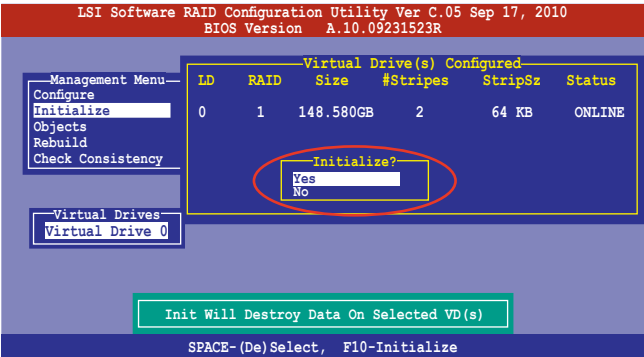 LSI Software RAID Configuration Utility Ver C.05 Sep 17, 2010
BIOS Version A.10.09231523R
Management Menu
Configure
Initialize
Objects
Rebuild
Check Consistency
Virtual Drive(s) Configured
LD RAID Size #Stripes StripSz Status
0 1 148.580GB 2 64 KB ONLINE
Initialize?
Yes
No
Virtual Drives
Virtual Drive 0
Init Will Destroy Data On Selected VD(s)
SPACE-(De)Select, F10-Initialize